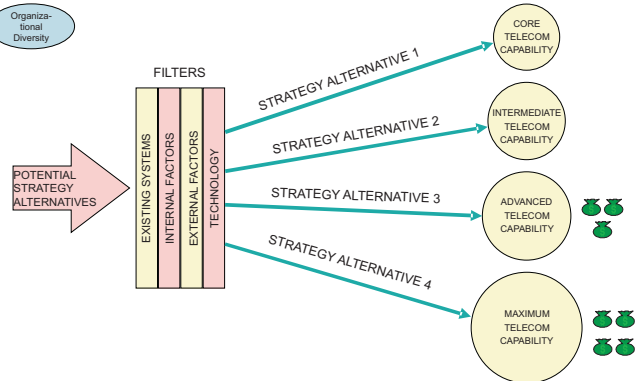 Organiza-
tional
Diversity
FILTERS
POTENTIAL
STRATEGY
ALTERNATIVES
EXISTING SYSTEMS
INTERNAL FACTORS
EXTERNAL FACTORS
TECHNOLOGY
STRATEGY ALTERNATIVE 1
STRATEGY ALTERNATIVE 2
STRATEGY ALTERNATIVE 3
STRATEGY ALTERNATIVE 4
CORE
TELECOM
CAPABILITY
INTERMEDIATE
TELECOM
CAPABILITY
ADVANCED
TELECOM
CAPABILITY
MAXIMUM
TELECOM
CAPABILITY